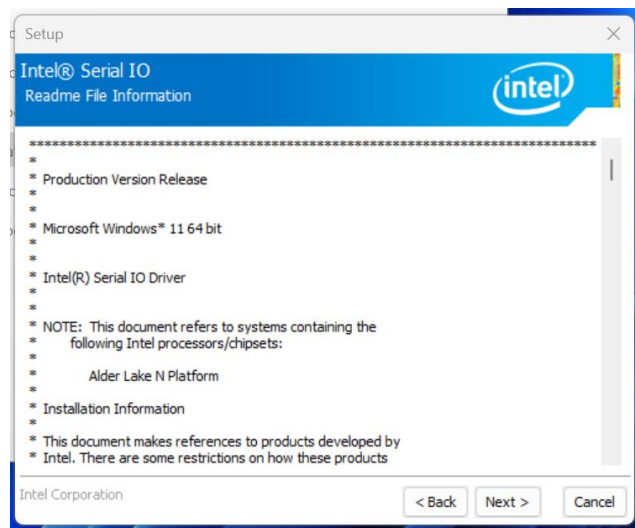 Setup
Intel® Serial IO
Readme File Information
intel
*******************************************************************************
*
* Production Version Release
*
*
* Microsoft Windows* 11 64 bit
*
*
* Intel(R) Serial IO Driver
*
*
* NOTE: This document refers to systems containing the
* following Intel processors/chipsets:
*
* Alder Lake N Platform
*
* Installation Information
*
* This document makes references to products developed by
* Intel. There are some restrictions on how these products
Intel Corporation
< Back Next > Cancel